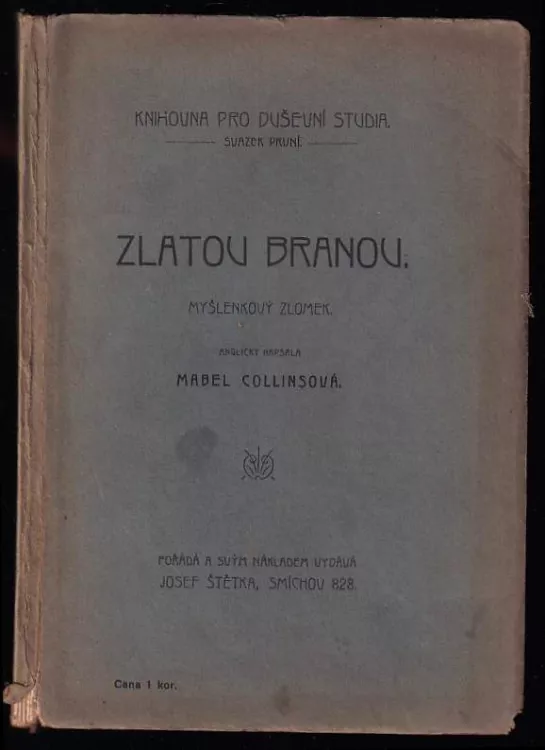 KNIHOVNA PRO DUŠEVNÍ STUDIA.
SVAZEK PRVNÍ.
ZLATOU BRANOU.
MYŠLENKOVÝ ZLOMEK.
ANGLICKY NAPSALA
MABEL COLLINSOVÁ.
POŘÁDÁ A SVÝM NÁKLADEM VYDÁVÁ
JOSEF ŠTĚTKA, SMÍCHOV 828.
Cena 1 kor.